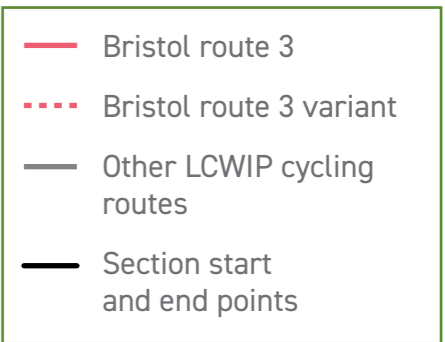 Bristol route 3
Bristol route 3 variant
Other LCWIP cycling
routes
Section start
and end points